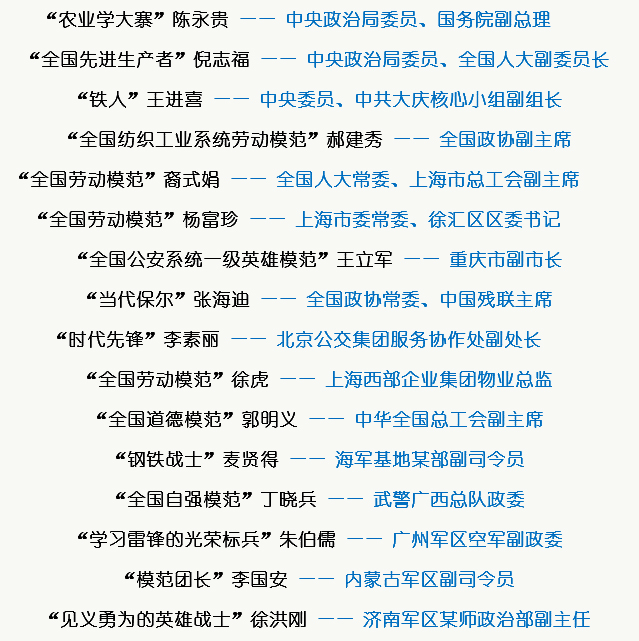 “农业学大寨”陈永贵 —— 中央政治局委员、国务院副总理
“全国先进生产者”倪志福 —— 中央政治局委员、全国人大副委员长
“铁人”王进喜 —— 中央委员、中共大庆核心小组副组长
“全国纺织工业系统劳动模范”郝建秀 —— 全国政协副主席
“全国劳动模范”裔式娟 —— 全国人大常委、上海市总工会副主席
“全国劳动模范”杨富珍 —— 上海市委常委、徐汇区区委书记
“全国公安系统一级英雄模范”王立军 —— 重庆市副市长
“当代保尔”张海迪 —— 全国政协常委、中国残联主席
“时代先锋”李素丽 —— 北京公交集团服务协作处副处长
“全国劳动模范”徐虎 —— 上海西部企业集团物业总监
“全国道德模范”郭明义 —— 中华全国总工会副主席
“钢铁战士”麦贤得 —— 海军基地某部副司令员
“全国自强模范”丁晓兵 —— 武警广西总队政委
“学习雷锋的光荣标兵”朱伯儒 —— 广州军区空军副政委
“模范团长”李国安 —— 内蒙古军区副司令员
“见义勇为的英雄战士”徐洪刚 —— 济南军区某师政治部副主任